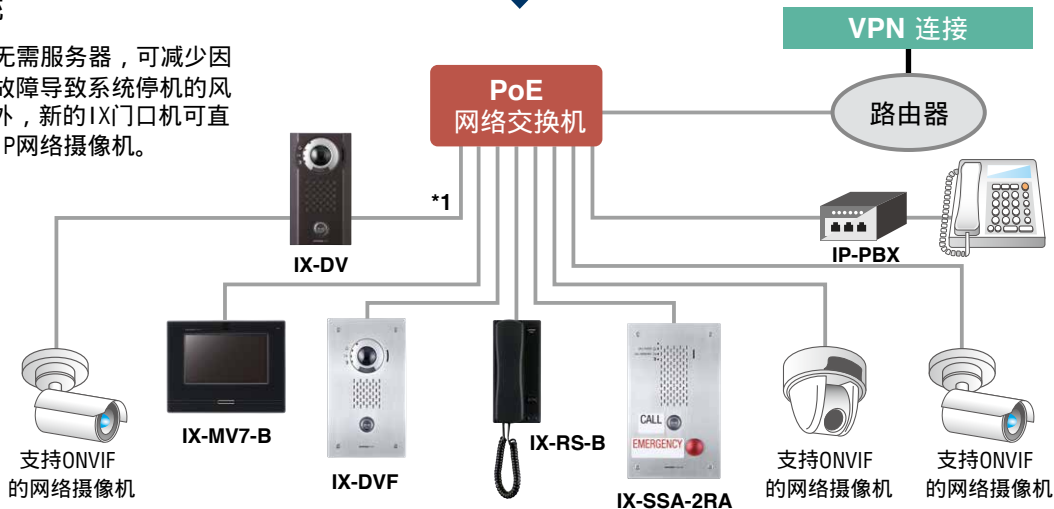 无需服务器，可减少因
故障导致系统停机的风
外，新的IX门口机可直
P网络摄像机。
VPN 连接
PoE
网络交换机
路由器
*1
IX-DV
IP-PBX
IX-MV7-B
IX-DVF
IX-RS-B
CALL
EMERGENCY
IX-SSA-2RA
支持ONVIF
的网络摄像机
支持ONVIF
的网络摄像机
支持ONVIF
的网络摄像机